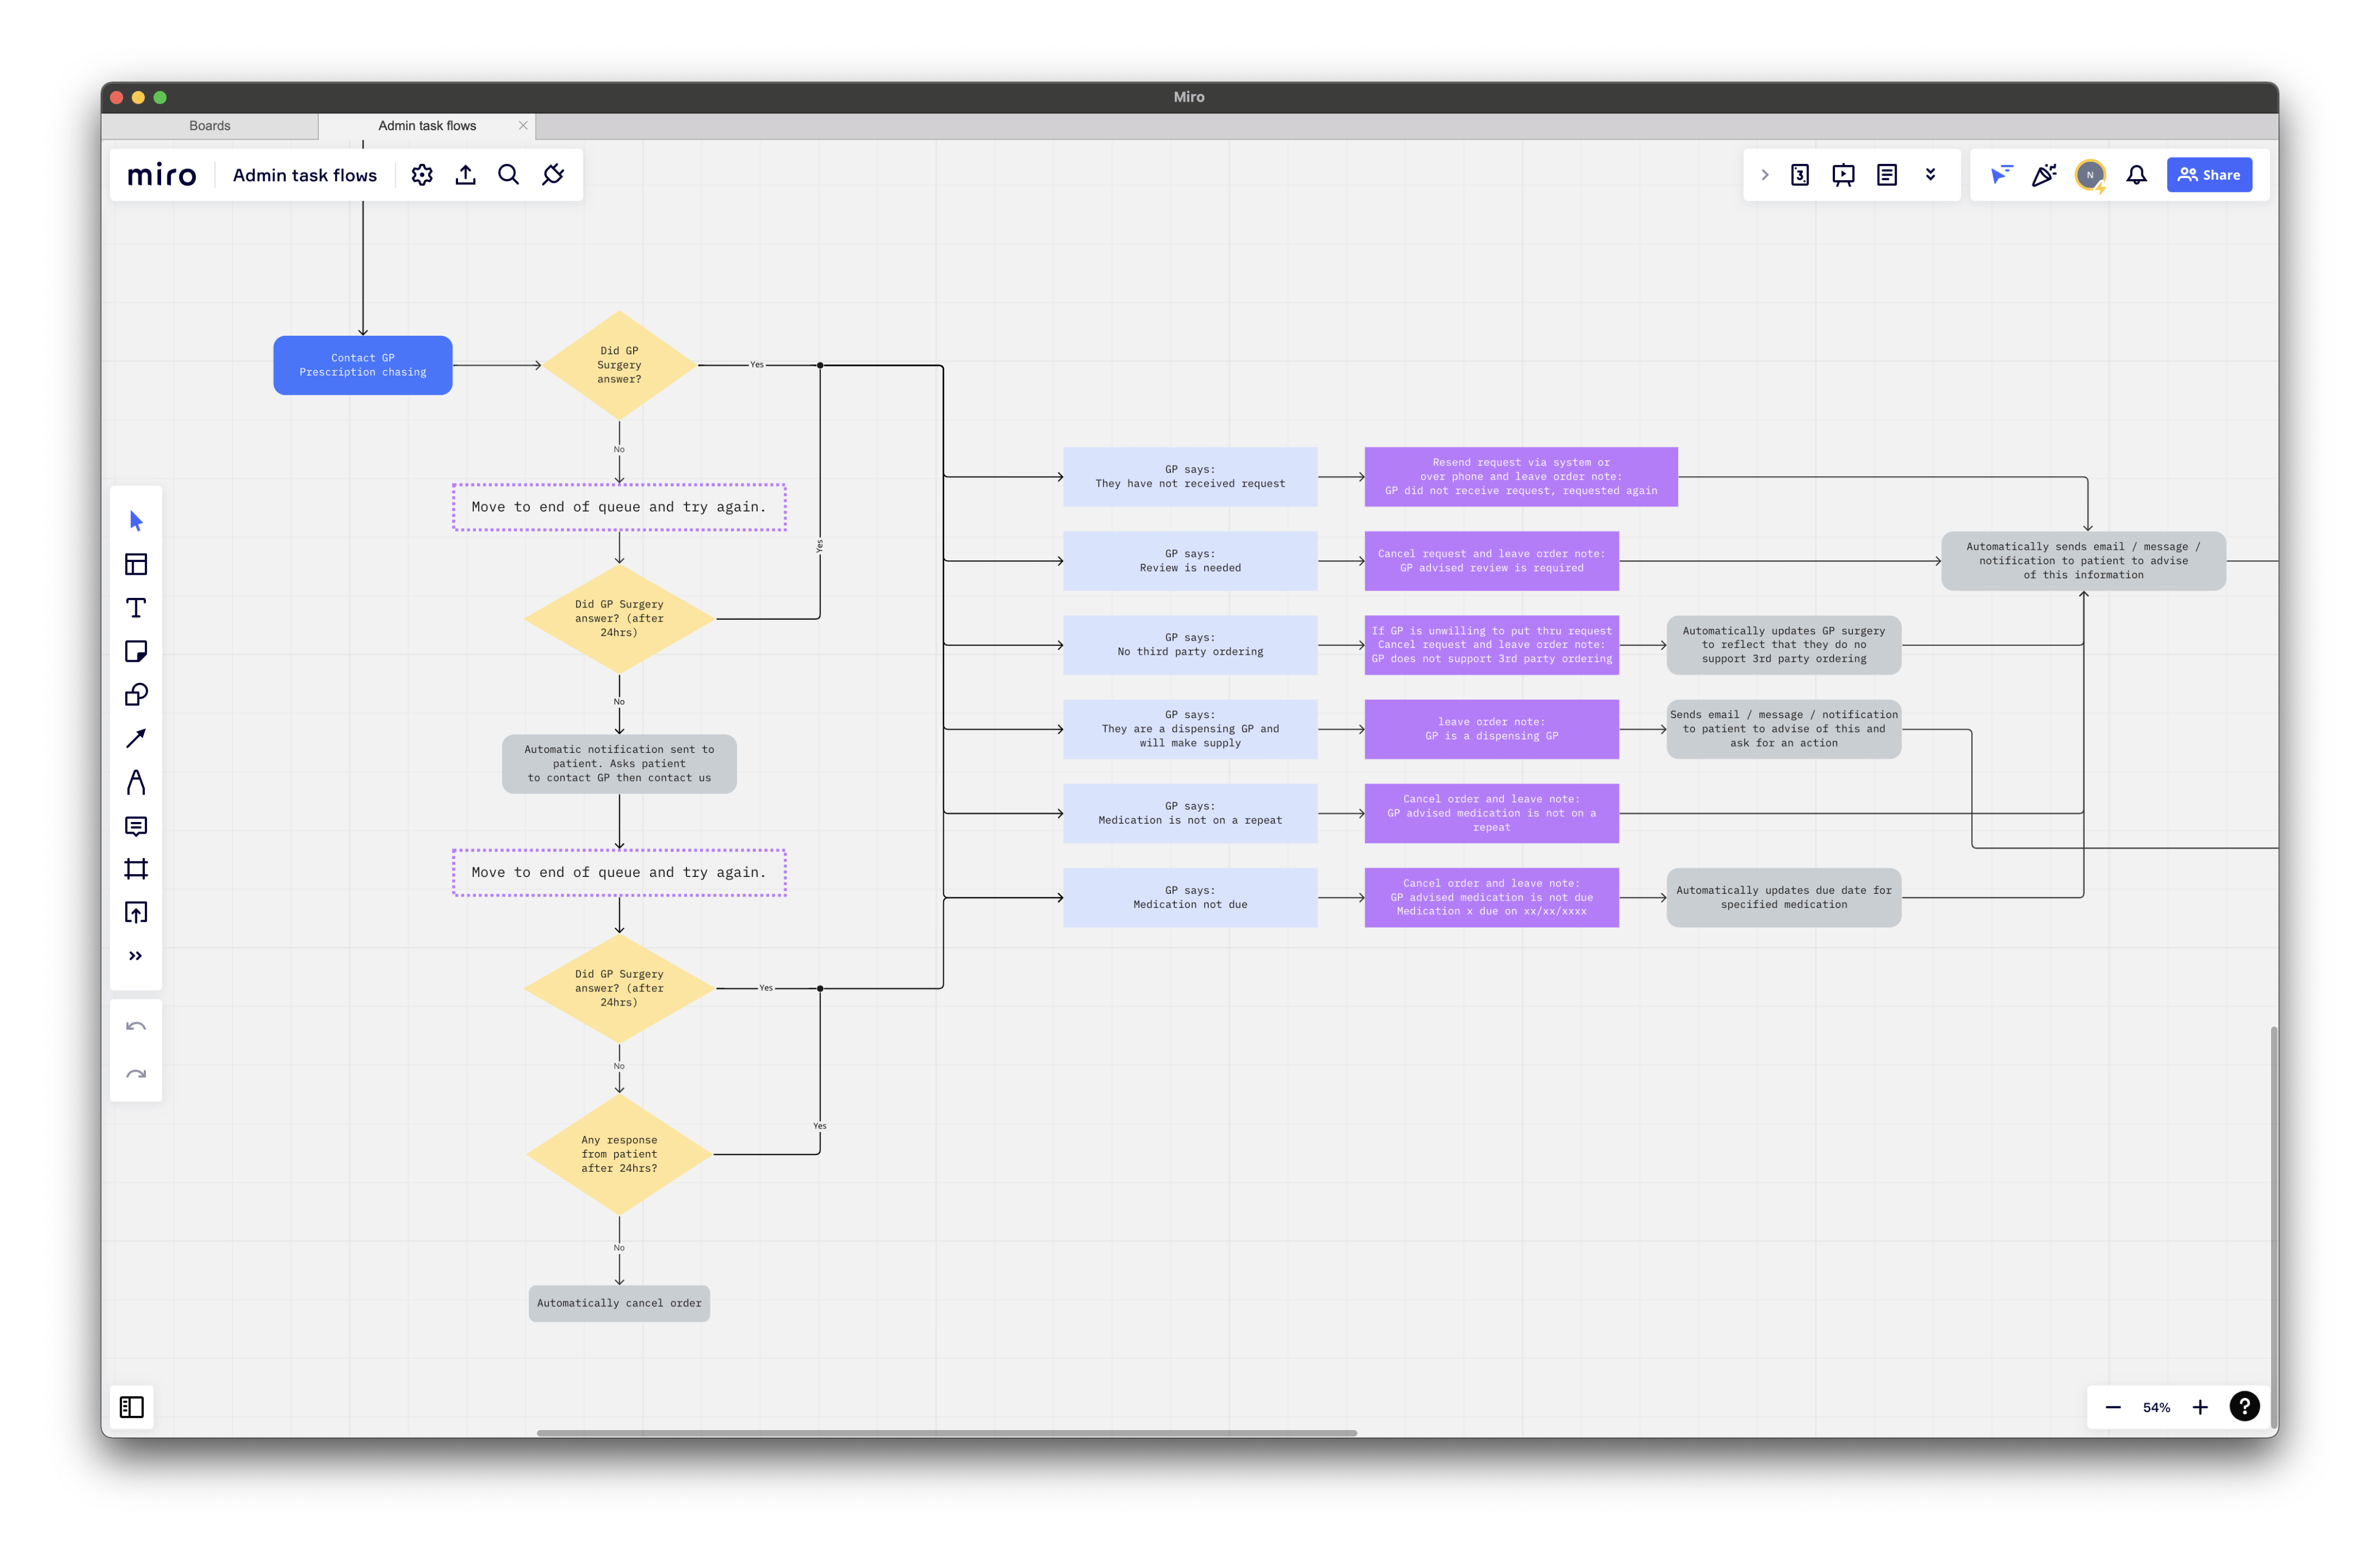 Miro
Boards
Admin task flows
miro
Admin task flows
3
N
Share
Contact GP
Prescription chasing
Did GP
Surgery
answer?
Yes
No
Move to end of queue and try again.
Yes
Did GP Surgery
answer? (after
24hrs)
No
Automatic notification sent to
patient. Asks patient
to contact GP then contact us
Move to end of queue and try again.
Did GP Surgery
answer? (after
24hrs)
Yes
No
Any response
from patient
after 24hrs?
Yes
No
Automatically cancel order
GP says:
They have not received request
Resend request via system or
over phone and leave order note:
GP did not receive request, requested again
GP says:
Review is needed
Cancel request and leave order note:
GP advised review is required
Automatically sends email / message /
notification to patient to advise
of this information
GP says:
No third party ordering
If GP is unwilling to put thru request
Cancel request and leave order note:
GP does not support 3rd party ordering
Automatically updates GP surgery
to reflect that they do no
support 3rd party ordering
GP says:
They are a dispensing GP and
will make supply
leave order note:
GP is a dispensing GP
Sends email / message / notification
to patient to advise of this and
ask for an action
GP says:
Medication is not on a repeat
Cancel order and leave note:
GP advised medication is not on a
repeat
GP says:
Medication not due
Cancel order and leave note:
GP advised medication is not due
Medication x due on xx/xx/xxxx
Automatically updates due date for
specified medication
54%
?